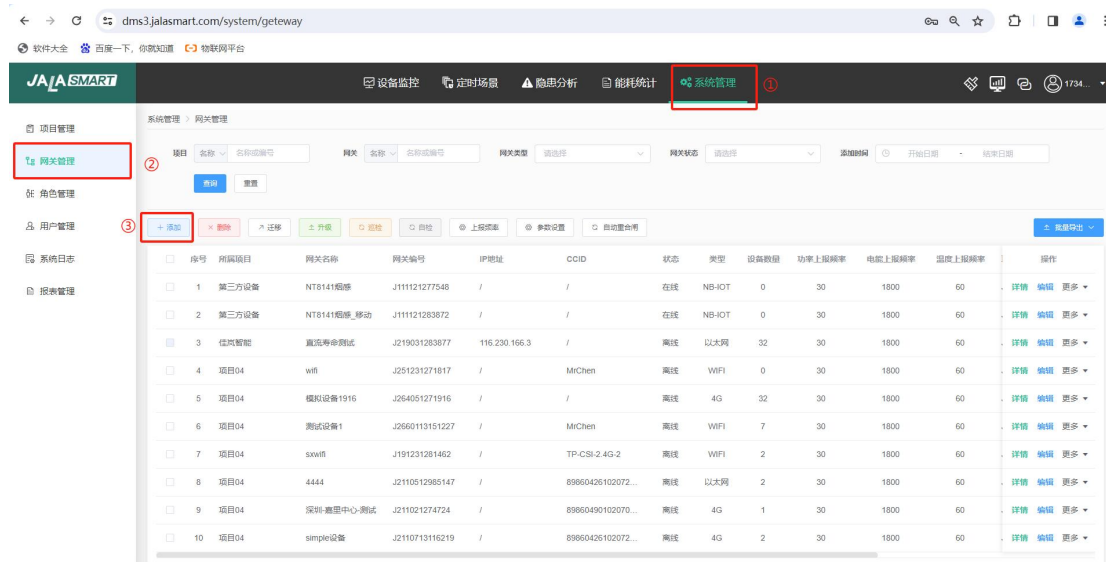 dms3.jalasmart.com/system/geteway
软件大全 百度一下，你就知道 物联网平台
JALA SMART 设备监控 定时场景 隐患分析 能耗统计 系统管理 ① 1734...
项目管理
网关管理 ②
角色管理
用户管理 ③
系统日志
报表管理
系统管理 > 网关管理
项目 名称 名称或编号 网关 名称 名称或编号 网关类型 请选择 网关状态 请选择 添加时间 开始日期 - 结束日期
查询 重置
+ 添加 × 删除 迁移 升级 巡检 自检 上报频率 参数设置 自动重合闸 批量导出
序号 所属项目 网关名称 网关编号 IP地址 CCID 状态 类型 设备数量 功率上报频率 电能上报频率 温度上报频率 操作
1 第三方设备 NT8141烟感 J111121277548 / / 在线 NB-IOT 0 30 1800 60 详情 编辑 更多
2 第三方设备 NT8141烟感_移动 J111121283872 / / 在线 NB-IOT 0 30 1800 60 详情 编辑 更多
3 佳岚智能 直流寿命测试 J219031283877 116.230.166.3 / 离线 以太网 32 30 1800 60 详情 编辑 更多
4 项目04 wifi J251231271817 / MrChen 离线 WIFI 0 30 1800 60 详情 编辑 更多
5 项目04 模拟设备1916 J264051271916 / / 离线 4G 32 30 1800 60 详情 编辑 更多
6 项目04 测试设备1 J2660113151227 / MrChen 离线 WIFI 7 30 1800 60 详情 编辑 更多
7 项目04 sxwifi J191231281462 / TP-CSI-2.4G-2 离线 WIFI 2 30 1800 60 详情 编辑 更多
8 项目04 4444 J2110512985147 / 89860426102072... 离线 以太网 2 30 1800 60 详情 编辑 更多
9 项目04 深圳-嘉里中心-测试 J211021274724 / 89860490102070... 离线 4G 1 30 1800 60 详情 编辑 更多
10 项目04 simple设备 J2110713116219 / 89860426102072... 离线 4G 2 30 1800 60 详情 编辑 更多